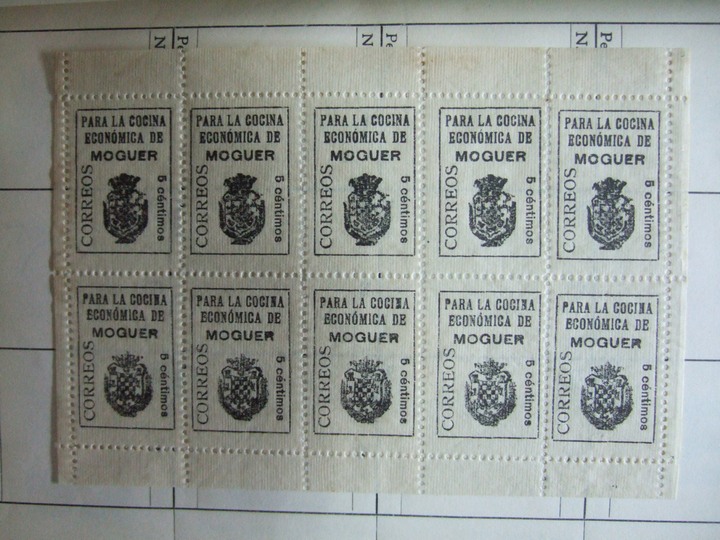 Pe
N.
Pe
N
Pe
N.
PARA LA COCINA
ECONÓMICA DE
MOGUER
CORREOS
5 céntimos
PARA LA COCINA
ECONÓMICA DE
MOGUER
CORREOS
5 céntimos
PARA LA COCINA
ECONÓMICA DE
MOGUER
CORREOS
5 céntimos
PARA LA COCINA
ECONÓMICA DE
MOGUER
CORREOS
5 céntimos
PARA LA COCINA
ECONÓMICA DE
MOGUER
CORREOS
5 céntimos
PARA LA COCINA
ECONÓMICA DE
MOGUER
CORREOS
5 céntimos
PARA LA COCINA
ECONÓMICA DE
MOGUER
CORREOS
5 céntimos
PARA LA COCINA
ECONÓMICA DE
MOGUER
CORREOS
5 céntimos
PARA LA COCINA
ECONÓMICA DE
MOGUER
CORREOS
5 céntimos
PARA LA COCINA
ECONÓMICA DE
MOGUER
CORREOS
5 céntimos